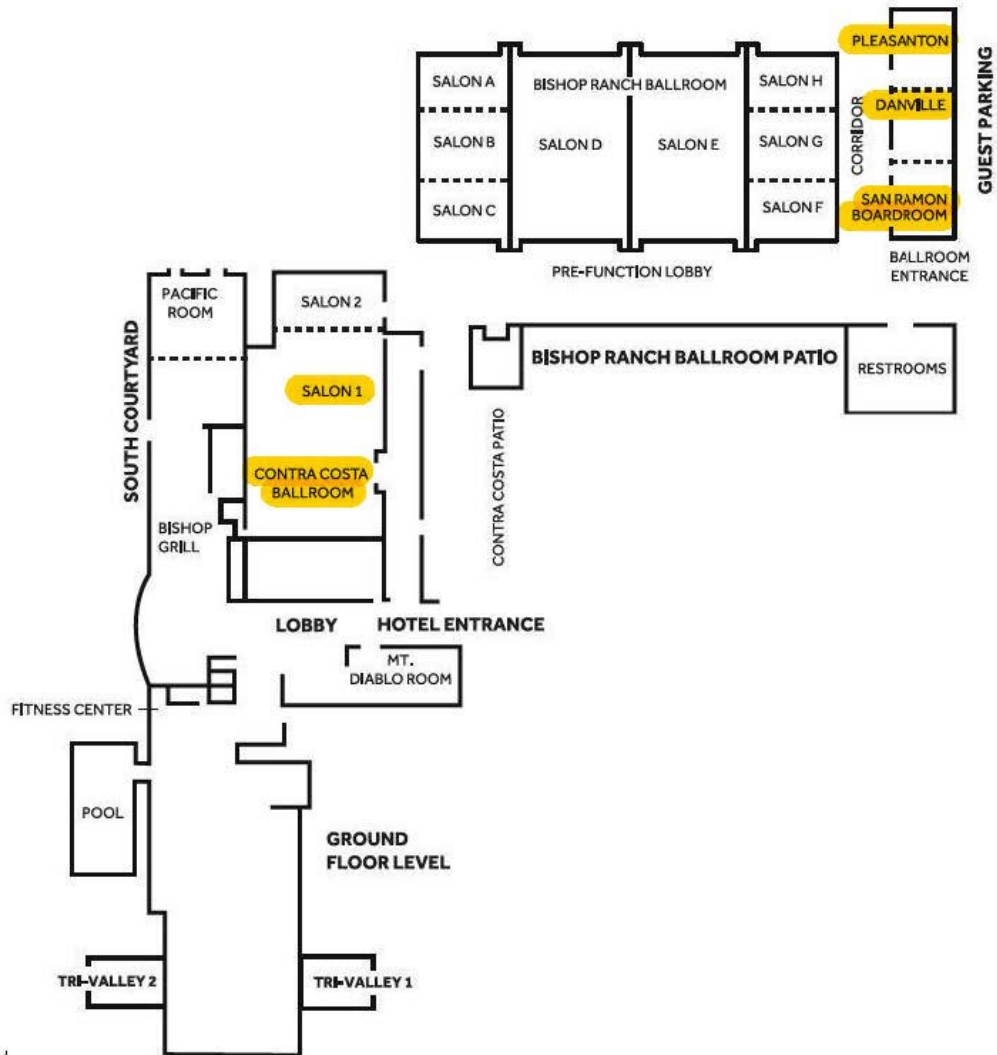 PLEASANTON
SALON A
BISHOP RANCH BALLROOM
SALON H
DANVILLE
SALON B
SALON D
SALON E
SALON G
CORRIDOR
GUEST PARKING
SALON C
SALON F
SAN RAMON
BOARDROOM
PRE-FUNCTION LOBBY
BALLROOM
ENTRANCE
PACIFIC
ROOM
SALON 2
SOUTH COURTYARD
SALON 1
BISHOP RANCH BALLROOM PATIO
RESTROOMS
CONTRA COSTA
BALLROOM
CONTRA COSTA PATIO
BISHOP
GRILL
LOBBY
HOTEL ENTRANCE
MT.
DIABLO ROOM
FITNESS CENTER
POOL
GROUND
FLOOR LEVEL
TRI-VALLEY 2
TRI-VALLEY 1